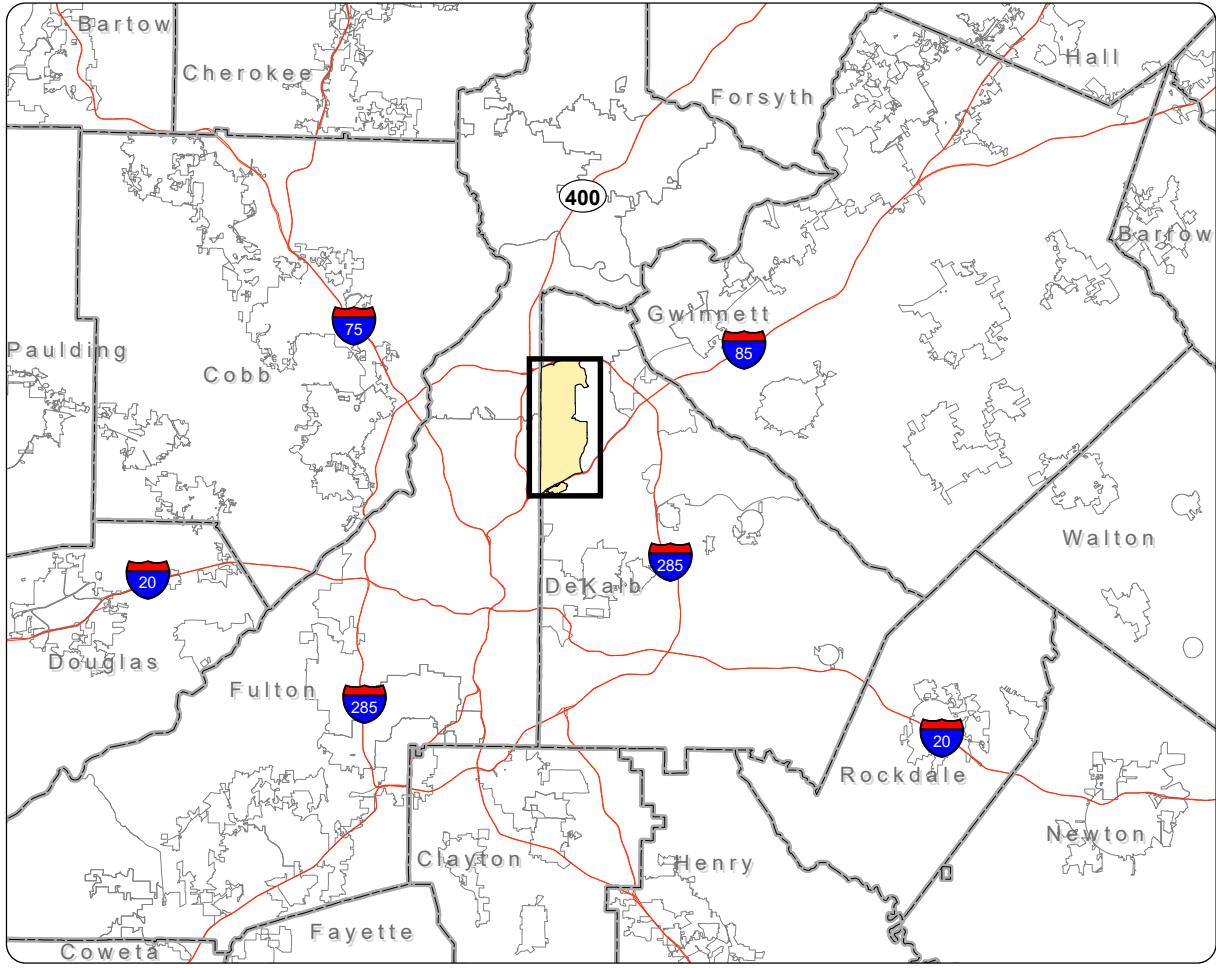 Bartow
Hall
Cherokee
Forsyth
400
Barrow
Gwinnett
75
85
Paulding
Cobb
Walton
285
20
DeKalb
Douglas
Fulton
285
20
Rockdale
Newton
Clayton
Henry
Fayette
Coweta